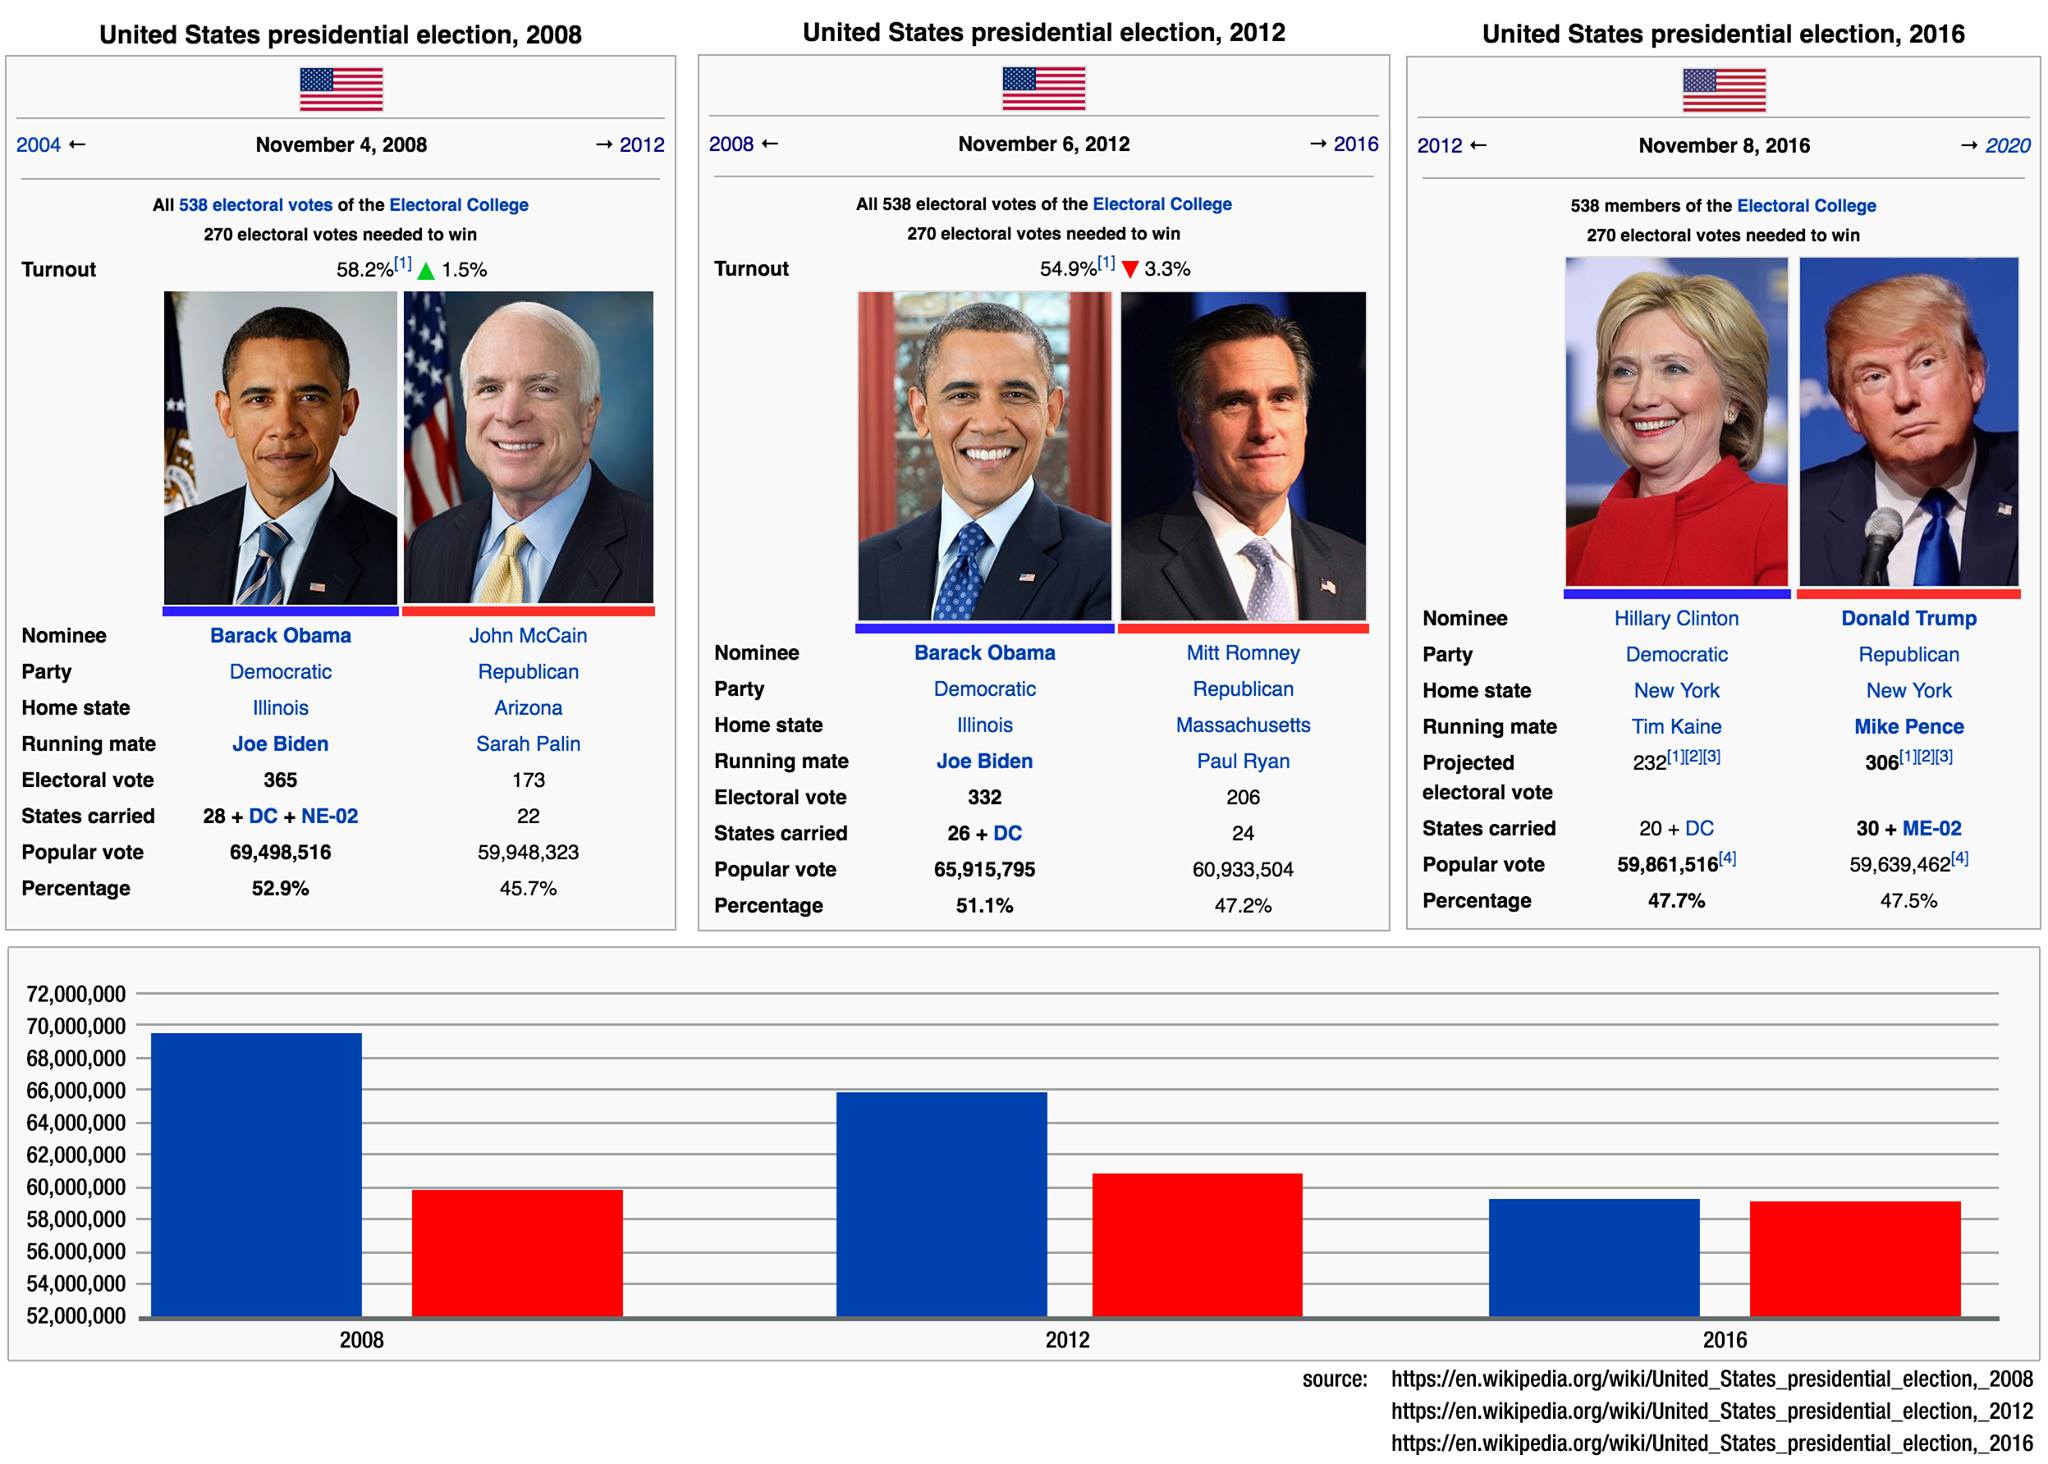 United States presidential election, 2008
2004 ← November 4, 2008 → 2012
All 538 electoral votes of the Electoral College
270 electoral votes needed to win
Turnout 58.2%[1] ▲ 1.5%
Nominee Barack Obama John McCain
Party Democratic Republican
Home state Illinois Arizona
Running mate Joe Biden Sarah Palin
Electoral vote 365 173
States carried 28 + DC + NE-02 22
Popular vote 69,498,516 59,948,323
Percentage 52.9% 45.7%
United States presidential election, 2012
2008 ← November 6, 2012 → 2016
All 538 electoral votes of the Electoral College
270 electoral votes needed to win
Turnout 54.9%[1] ▼ 3.3%
Nominee Barack Obama Mitt Romney
Party Democratic Republican
Home state Illinois Massachusetts
Running mate Joe Biden Paul Ryan
Electoral vote 332 206
States carried 26 + DC 24
Popular vote 65,915,795 60,933,504
Percentage 51.1% 47.2%
United States presidential election, 2016
2012 ← November 8, 2016 → 2020
538 members of the Electoral College
270 electoral votes needed to win
Nominee Hillary Clinton Donald Trump
Party Democratic Republican
Home state New York New York
Running mate Tim Kaine Mike Pence
Projected 232[1][2][3] 306[1][2][3]
electoral vote
States carried 20 + DC 30 + ME-02
Popular vote 59,861,516[4] 59,639,462[4]
Percentage 47.7% 47.5%
72,000,000
70,000,000
68,000,000
66,000,000
64,000,000
62,000,000
60,000,000
58,000,000
56.000,000
54,000,000
52,000,000
2008 2012 2016
source: https://en.wikipedia.org/wiki/United_States_presidential_election,_2008
https://en.wikipedia.org/wiki/United_States_presidential_election,_2012
https://en.wikipedia.org/wiki/United_States_presidential_election,_2016